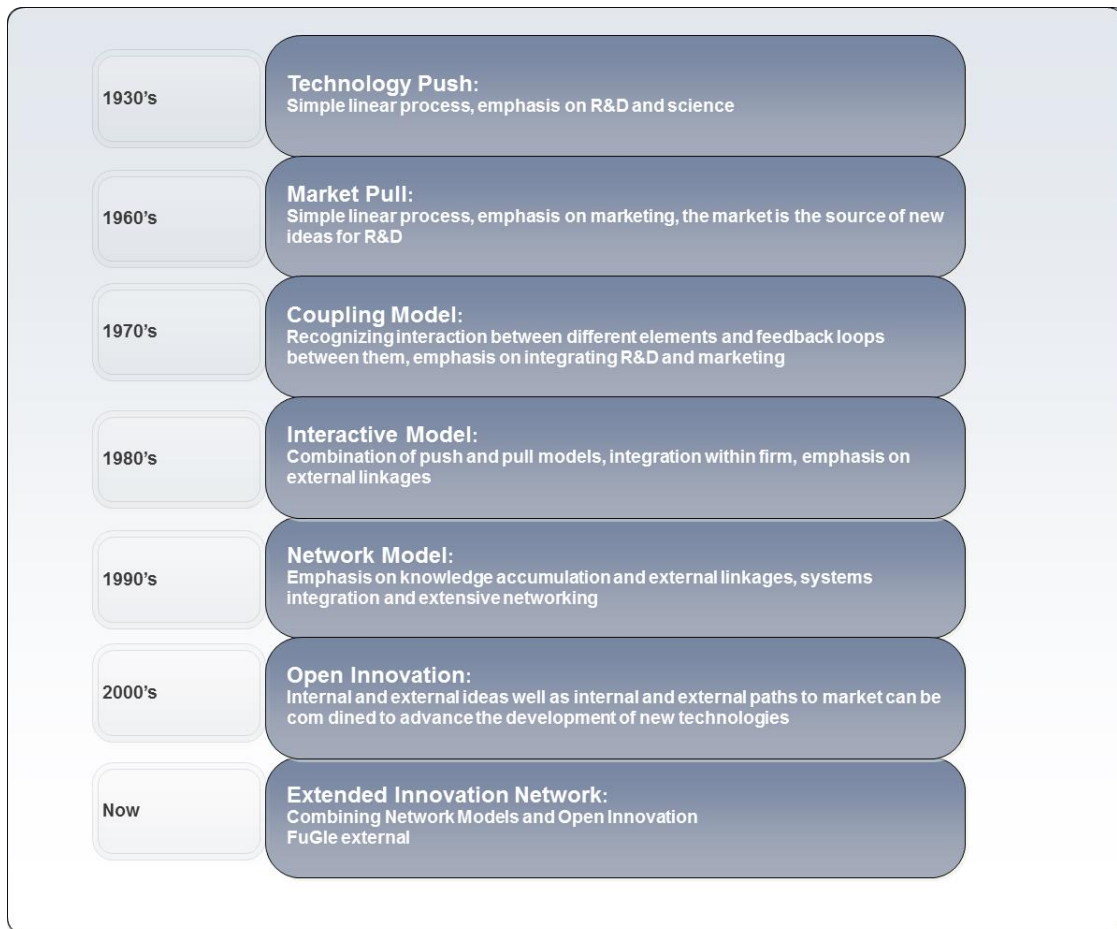 1930’s
Technology Push:
Simple linear process, emphasis on R&D and science
1960’s
Market Pull:
Simple linear process, emphasis on marketing, the market is the source of new
ideas for R&D
1970’s
Coupling Model:
Recognizing interaction between different elements and feedback loops
between them, emphasis on integrating R&D and marketing
1980’s
Interactive Model:
Combination of push and pull models, integration within firm, emphasis on
external linkages
1990’s
Network Model:
Emphasis on knowledge accumulation and external linkages, systems
integration and extensive networking
2000’s
Open Innovation:
Internal and external ideas well as internal and external paths to market can be
com dined to advance the development of new technologies
Now
Extended Innovation Network:
Combining Network Models and Open Innovation
FuGle external